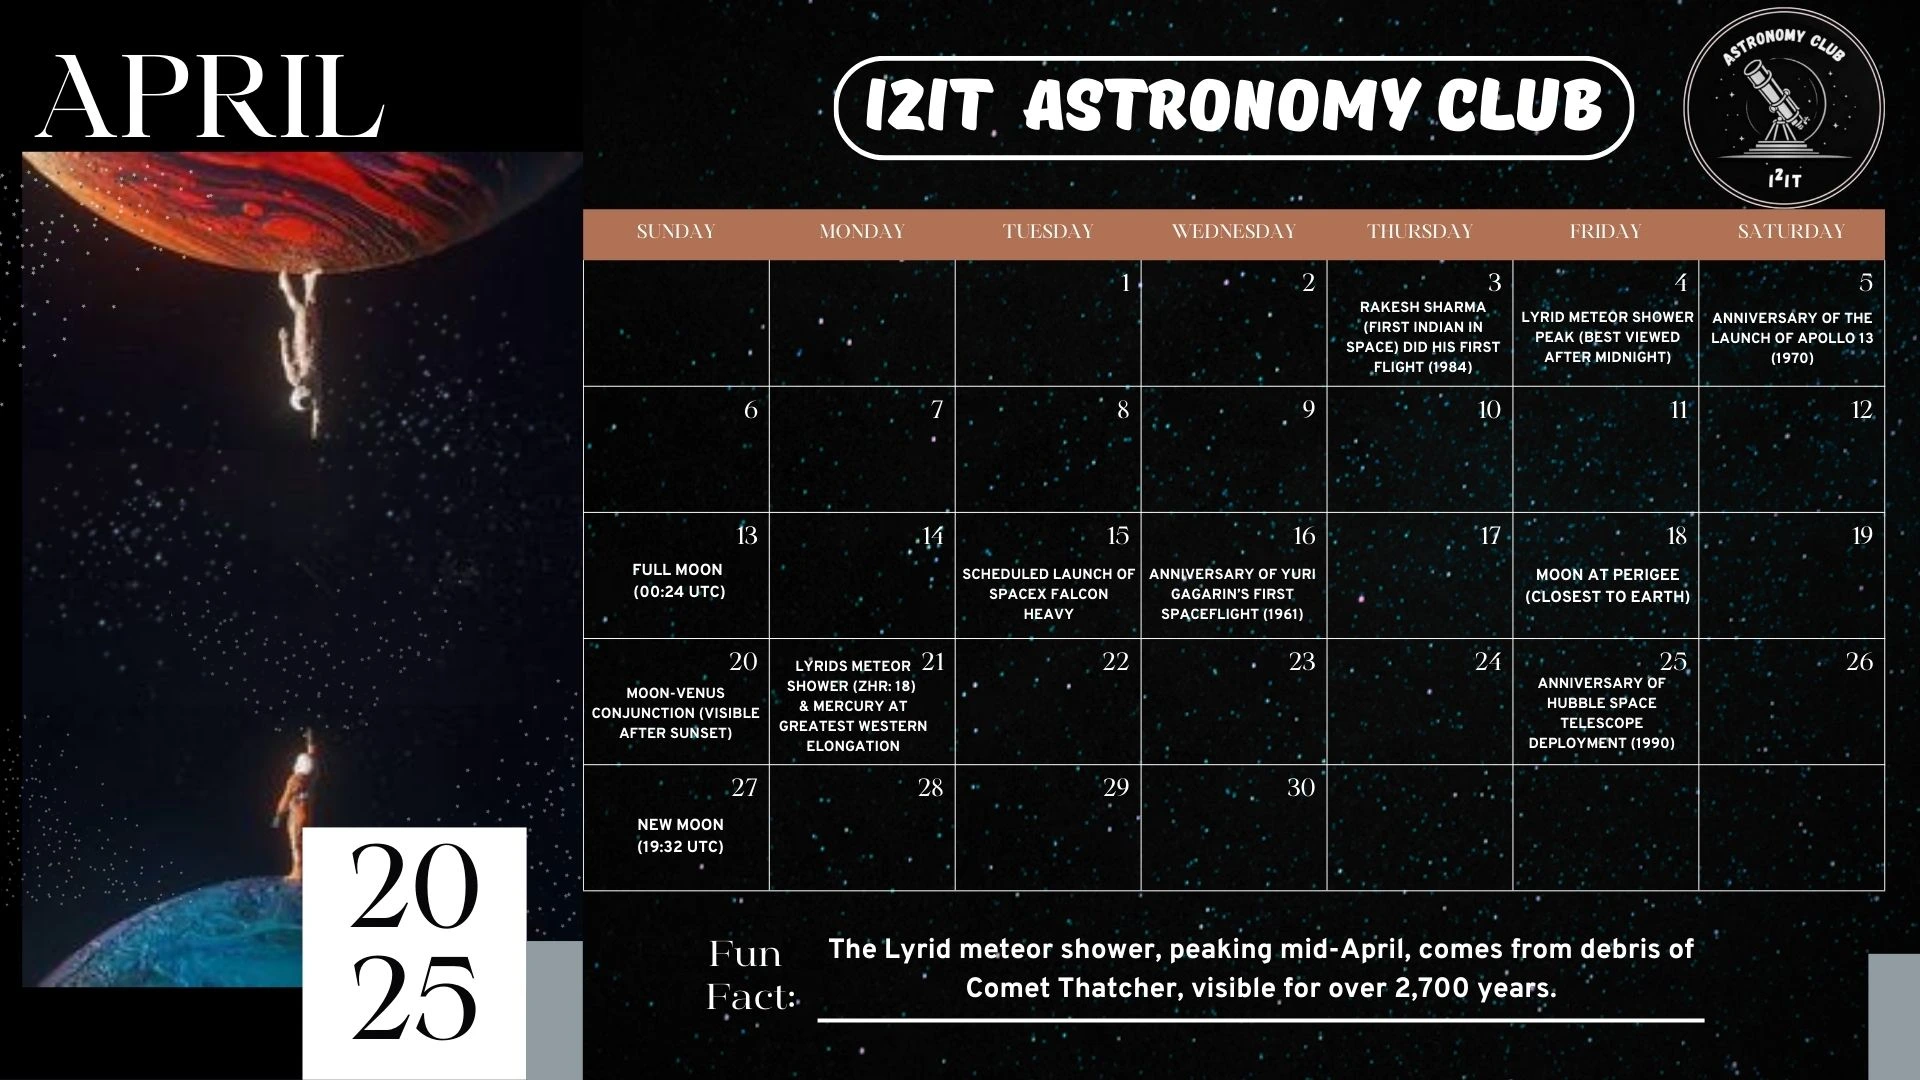 APRIL
I2IT ASTRONOMY CLUB
ASTRONOMY CLUB
I²IT
SUNDAY MONDAY TUESDAY WEDNESDAY THURSDAY FRIDAY SATURDAY
1
2
3
RAKESH SHARMA
(FIRST INDIAN IN
SPACE) DID HIS FIRST
FLIGHT (1984)
4
LYRID METEOR SHOWER
PEAK (BEST VIEWED
AFTER MIDNIGHT)
5
ANNIVERSARY OF THE
LAUNCH OF APOLLO 13
(1970)
6
7
8
9
10
11
12
13
FULL MOON
(00:24 UTC)
14
15
SCHEDULED LAUNCH OF
SPACEX FALCON
HEAVY
16
ANNIVERSARY OF YURI
GAGARIN'S FIRST
SPACEFLIGHT (1961)
17
18
MOON AT PERIGEE
(CLOSEST TO EARTH)
19
20
MOON-VENUS
CONJUNCTION (VISIBLE
AFTER SUNSET)
21
LYRIDS METEOR
SHOWER (ZHR: 18)
& MERCURY AT
GREATEST WESTERN
ELONGATION
22
23
24
25
ANNIVERSARY OF
HUBBLE SPACE
TELESCOPE
DEPLOYMENT (1990)
26
27
NEW MOON
(19:32 UTC)
28
29
30
20
25
Fun
Fact:
The Lyrid meteor shower, peaking mid-April, comes from debris of
Comet Thatcher, visible for over 2,700 years.